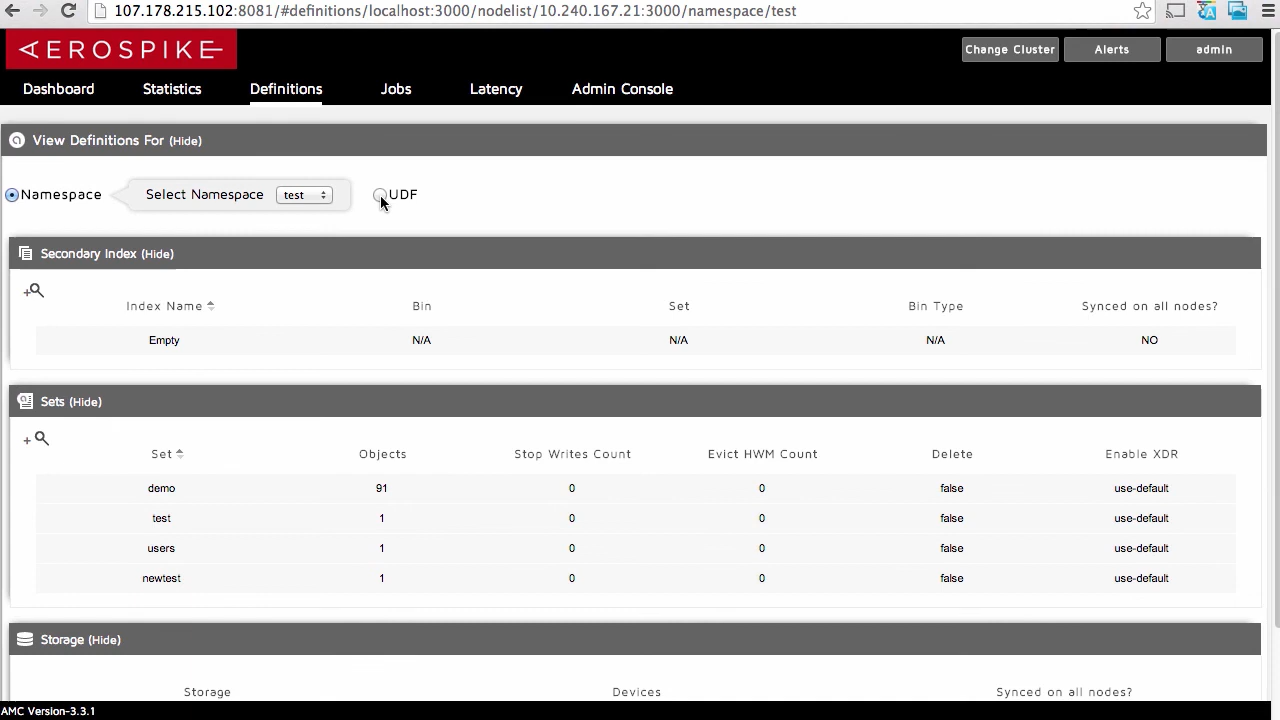 107.178.215.102:8081/#definitions/localhost:3000/nodelist/10.240.167.21:3000/namespace/test
AEROSPIKE
Change Cluster Alerts admin
Dashboard Statistics Definitions Jobs Latency Admin Console
View Definitions For (Hide)
Namespace Select Namespace test UDF
Secondary Index (Hide)
Index Name Bin Set Bin Type Synced on all nodes?
Empty N/A N/A N/A NO
Sets (Hide)
Set Objects Stop Writes Count Evict HWM Count Delete Enable XDR
demo 91 0 0 false use-default
test 1 0 0 false use-default
users 1 0 0 false use-default
newtest 1 0 0 false use-default
Storage (Hide)
Storage Devices Synced on all nodes?
AMC Version-3.3.1